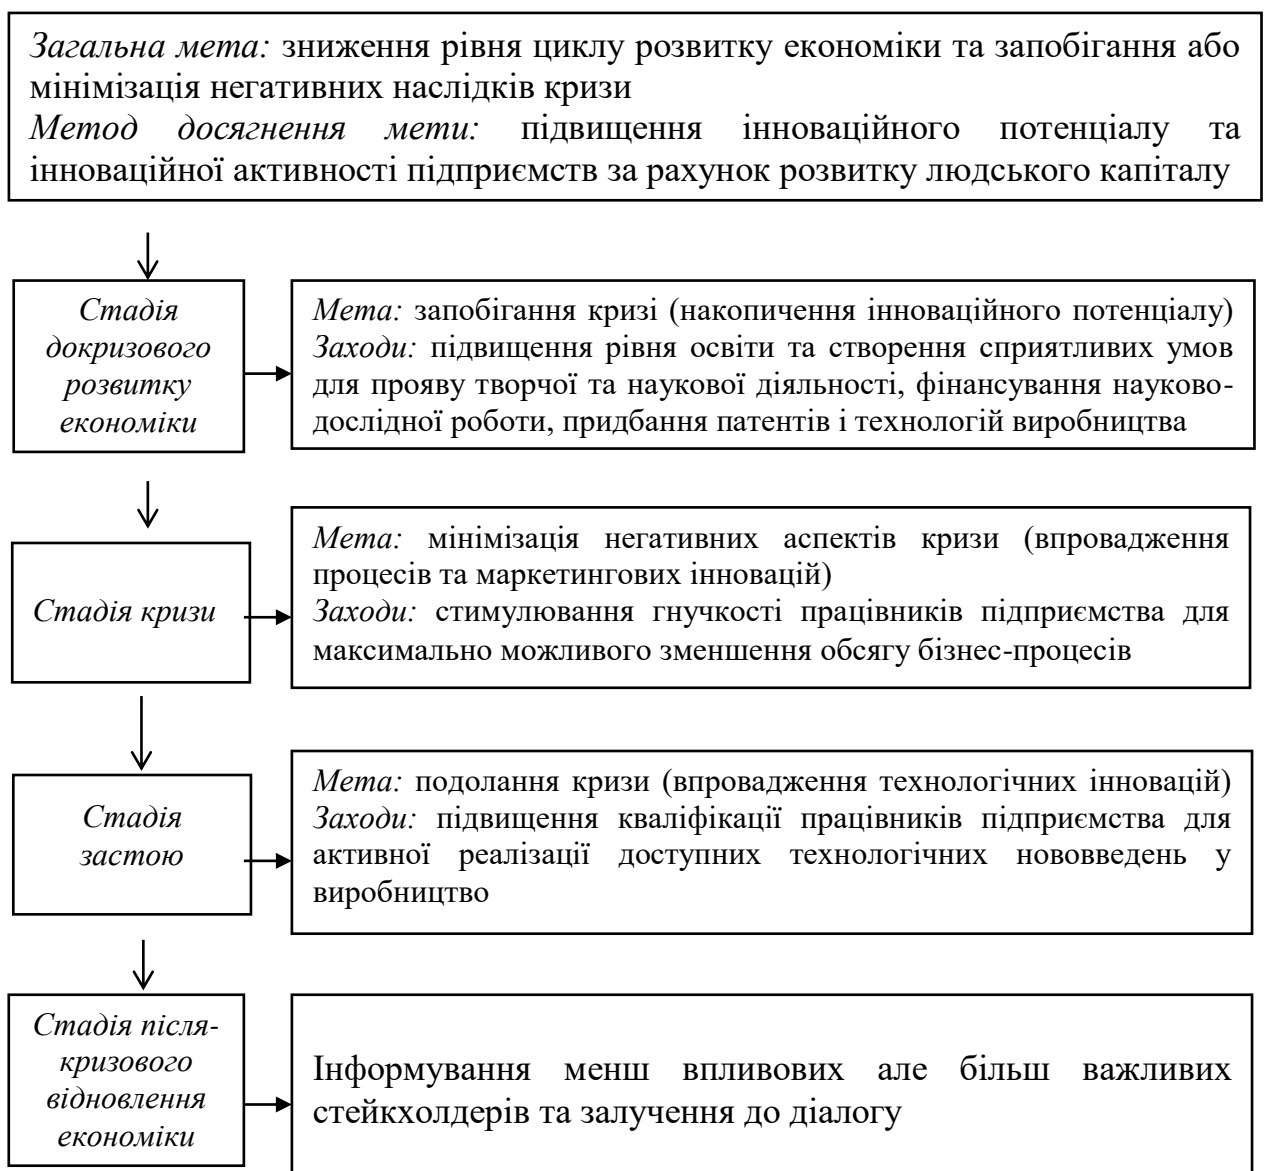 Загальна мета: зниження рівня циклу розвитку економіки та запобігання або
мінімізація негативних наслідків кризи
Метод досягнення мети: підвищення інноваційного потенціалу та
інноваційної активності підприємств за рахунок розвитку людського капіталу
Стадія
докризового
розвитку
економіки
Мета: запобігання кризі (накопичення інноваційного потенціалу)
Заходи: підвищення рівня освіти та створення сприятливих умов
для прояву творчої та наукової діяльності, фінансування науково-
дослідної роботи, придбання патентів і технологій виробництва
Стадія кризи
Мета: мінімізація негативних аспектів кризи (впровадження
процесів та маркетингових інновацій)
Заходи: стимулювання гнучкості працівників підприємства для
максимально можливого зменшення обсягу бізнес-процесів
Стадія
застою
Мета: подолання кризи (впровадження технологічних інновацій)
Заходи: підвищення кваліфікації працівників підприємства для
активної реалізації доступних технологічних нововведень у
виробництво
Стадія після-
кризового
відновлення
економіки
Інформування менш впливових але більш важливих
стейкхолдерів та залучення до діалогу